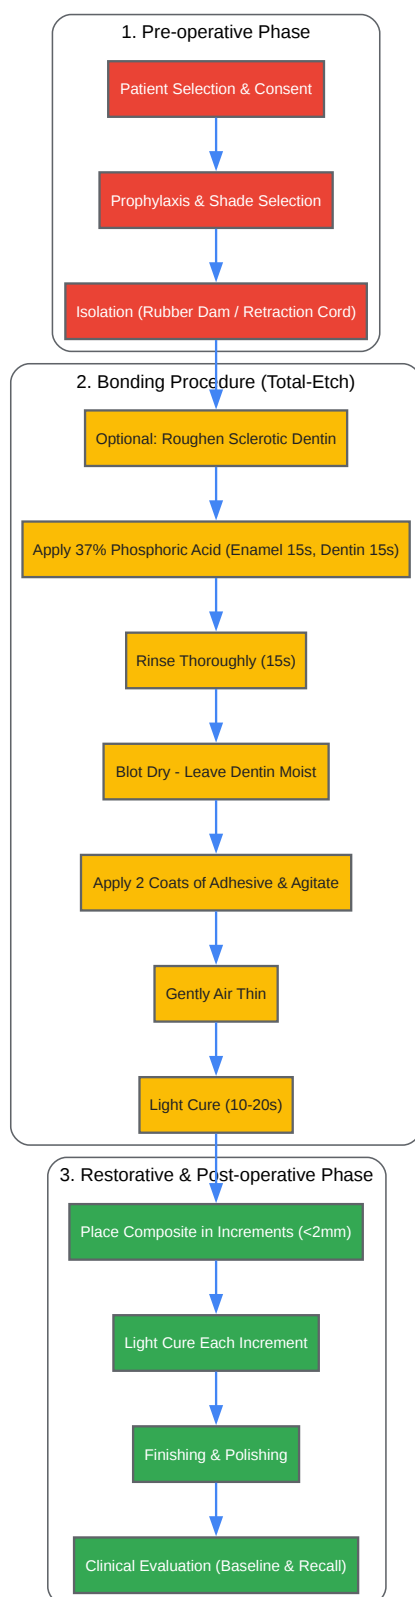 1. Pre-operative Phase
Patient Selection & Consent
Prophylaxis & Shade Selection
Isolation (Rubber Dam / Retraction Cord)
2. Bonding Procedure (Total-Etch)
Optional: Roughen Sclerotic Dentin
Apply 37% Phosphoric Acid (Enamel 15s, Dentin 15s)
Rinse Thoroughly (15s)
Blot Dry - Leave Dentin Moist
Apply 2 Coats of Adhesive & Agitate
Gently Air Thin
Light Cure (10-20s)
3. Restorative & Post-operative Phase
Place Composite in Increments (<2mm)
Light Cure Each Increment
Finishing & Polishing
Clinical Evaluation (Baseline & Recall)